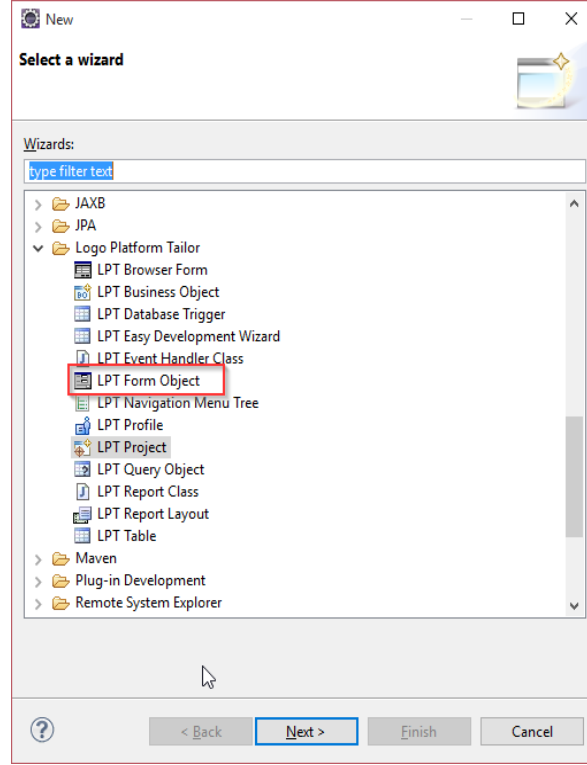 New
Select a wizard
Wizards:
type filter text
JAXB
JPA
Logo Platform Tailor
LPT Browser Form
LPT Business Object
LPT Database Trigger
LPT Easy Development Wizard
LPT Event Handler Class
LPT Form Object
LPT Navigation Menu Tree
LPT Profile
LPT Project
LPT Query Object
LPT Report Class
LPT Report Layout
LPT Table
Maven
Plug-in Development
Remote System Explorer
< Back Next > Finish Cancel